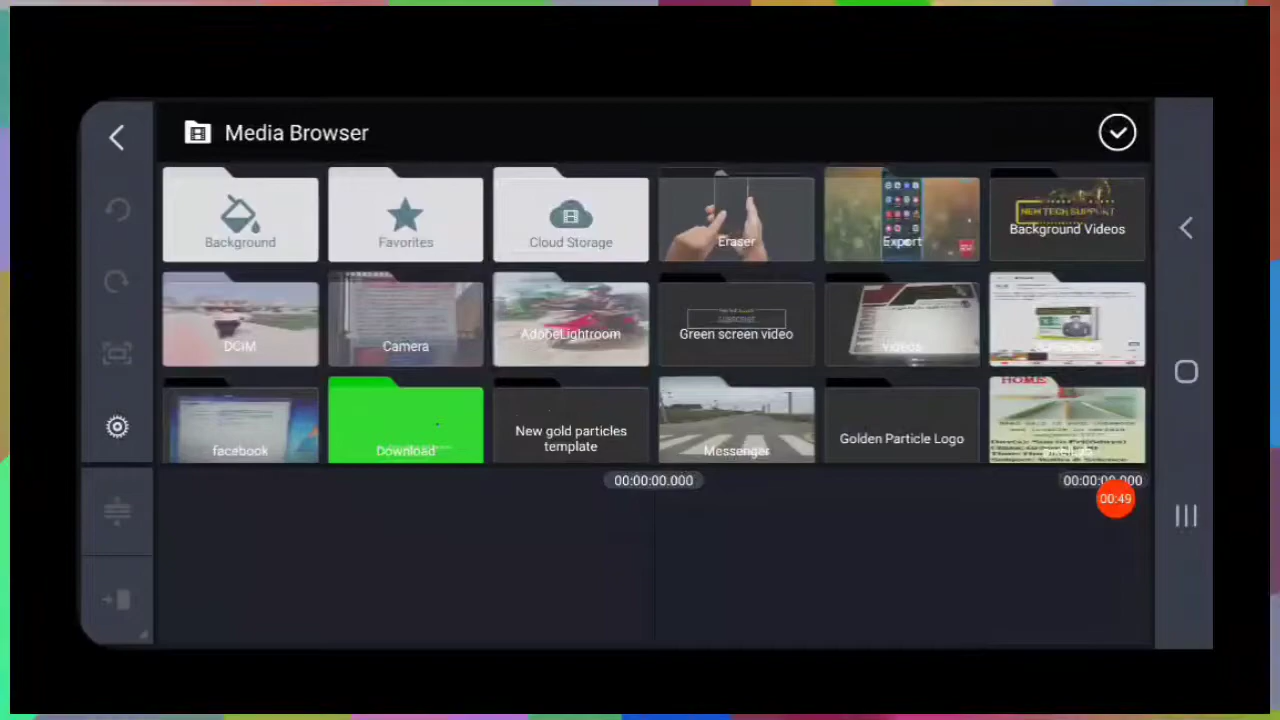 Media Browser
Background
Favorites
Cloud Storage
Eraser
Export
NEW TECH SUPPORT
Background Videos
DCIM
Camera
AdobeLightroom
Green screen video
Videos
facebook
Download
New gold particles
template
Messenger
Golden Particle Logo
HOME
00:00:00.000
00:00:00.000
00:49